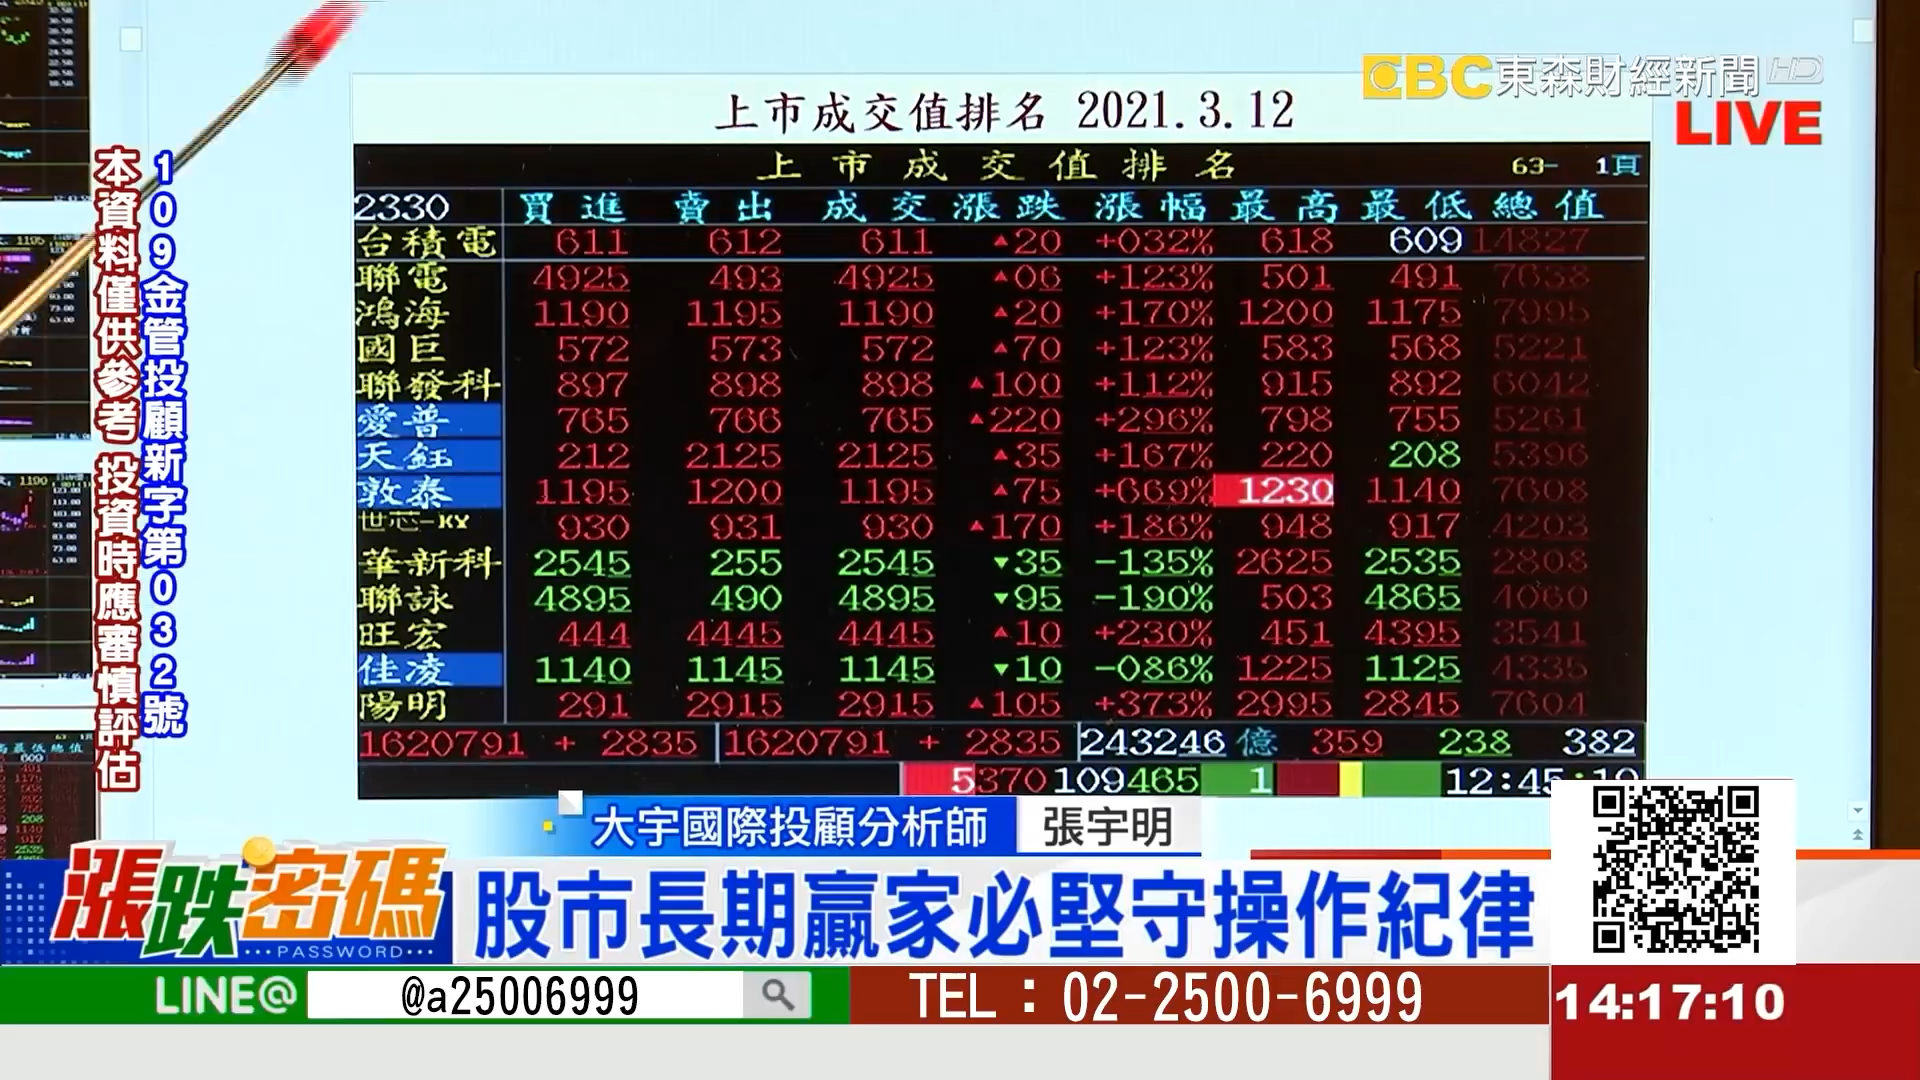 EBC東森財經新聞 HD
LIVE
上市成交值排名 2021.3.12
上市成交值排名 63- 1頁
2330 買進 賣出 成交 漲跌 漲幅 最高 最低 總值
台積電 611 612 611 ▲20 +032% 618 609 14827
聯電 4925 493 4925 ▲06 +123% 501 491 7638
鴻海 1190 1195 1190 ▲20 +170% 1200 1175 7995
國巨 572 573 572 ▲70 +123% 583 568 5221
聯發科 897 898 898 ▲100 +112% 915 892 6042
愛普 765 766 765 ▲220 +296% 798 755 5261
天鈺 212 2125 2125 ▲35 +167% 220 208 5396
敦泰 1195 1200 1195 ▲75 +669% 1230 1140 7608
世芯-KY 930 931 930 ▲170 +186% 948 917 4203
華新科 2545 255 2545 ▼35 -135% 2625 2535 2808
聯詠 4895 490 4895 ▼95 -190% 503 4865 4060
旺宏 444 4445 4445 ▲10 +230% 451 4395 3541
佳凌 1140 1145 1145 ▼10 -086% 1225 1125 4335
陽明 291 2915 2915 ▲105 +373% 2995 2845 7604
1620791 + 2835 1620791 + 2835 243246 億 359 238 382
5370 109465 1 12:45:19
109金管投顧新字第032號
本資料僅供參考 投資時應審慎評估
大宇國際投顧分析師 張宇明
漲跌密碼
PASSWORD
股市長期贏家必堅守操作紀律
LINE@ @a25006999 TEL：02-2500-6999 14:17:10